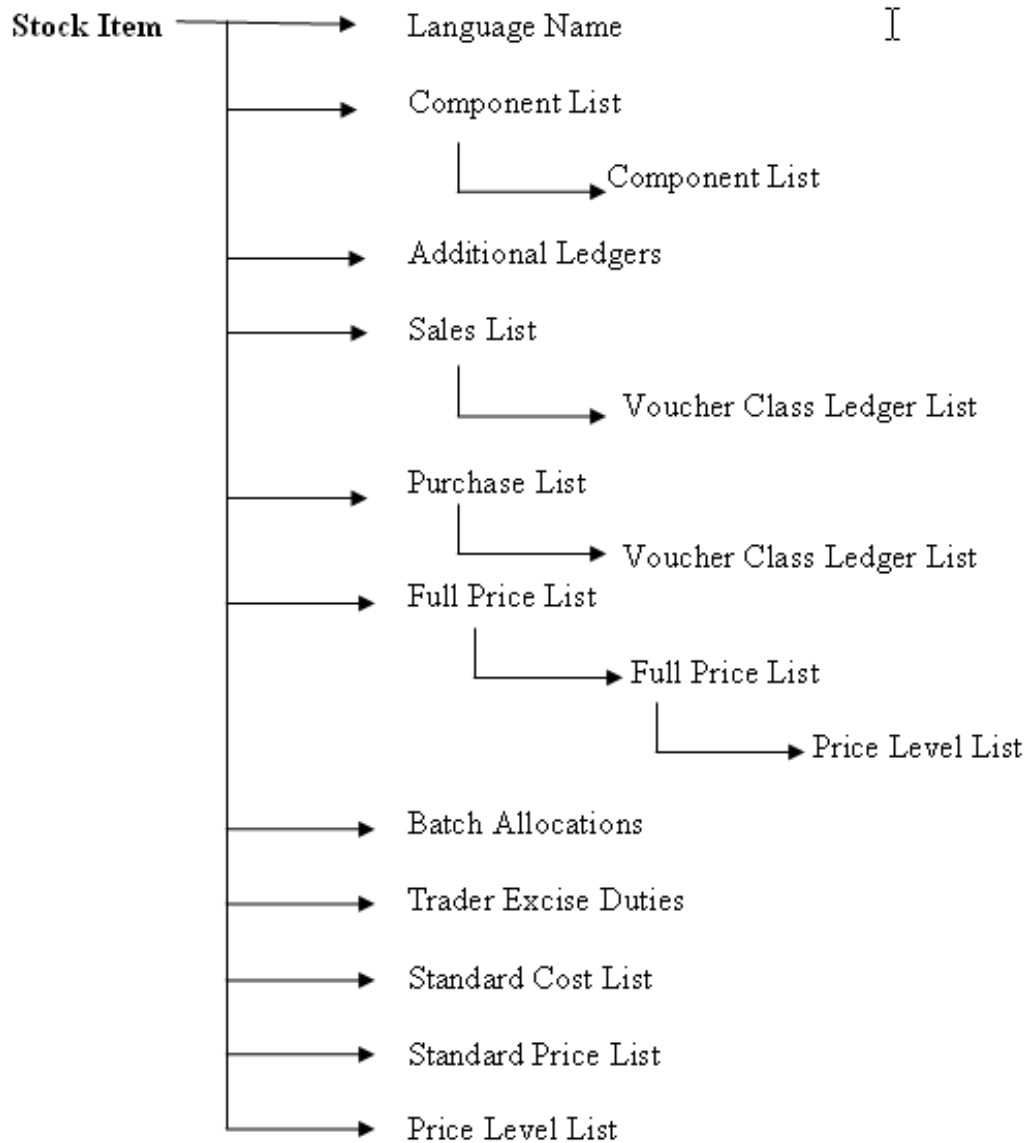 Stock Item
Language Name
Component List
Component List
Additional Ledgers
Sales List
Voucher Class Ledger List
Purchase List
Voucher Class Ledger List
Full Price List
Full Price List
Price Level List
Batch Allocations
Trader Excise Duties
Standard Cost List
Standard Price List
Price Level List